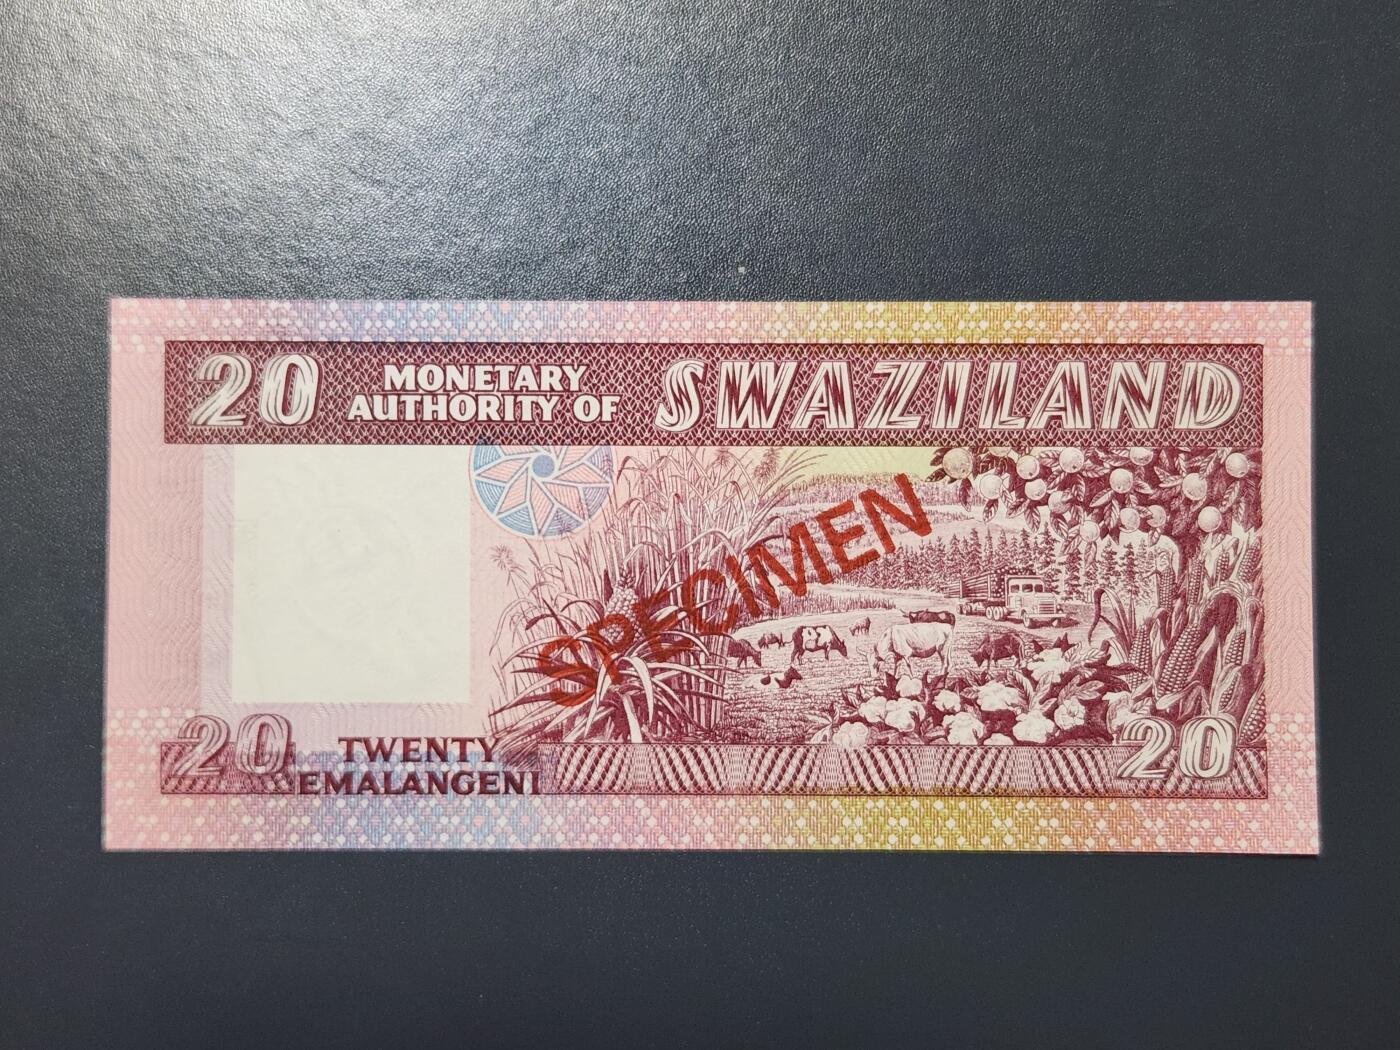 20 MONETARY AUTHORITY OF SWAZILAND
SPECIMEN
20 TWENTY EMALANGENI
20